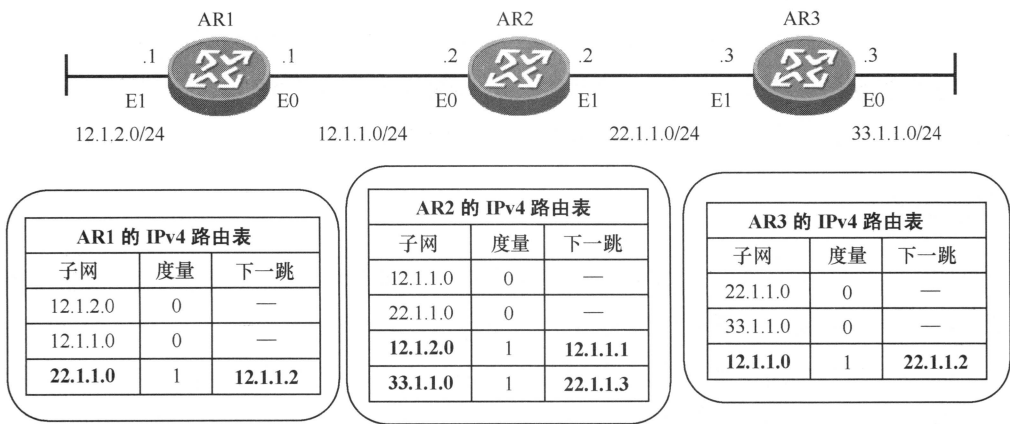 AR1 AR2 AR3
.1 .1 .2 .2 .3 .3
E1 E0 E0 E1 E1 E0
12.1.2.0/24 12.1.1.0/24 22.1.1.0/24 33.1.1.0/24
AR1 的 IPv4 路由表
子网 度量 下一跳
12.1.2.0 0 —
12.1.1.0 0 —
22.1.1.0 1 12.1.1.2
AR2 的 IPv4 路由表
子网 度量 下一跳
12.1.1.0 0 —
22.1.1.0 0 —
12.1.2.0 1 12.1.1.1
33.1.1.0 1 22.1.1.3
AR3 的 IPv4 路由表
子网 度量 下一跳
22.1.1.0 0 —
33.1.1.0 0 —
12.1.1.0 1 22.1.1.2